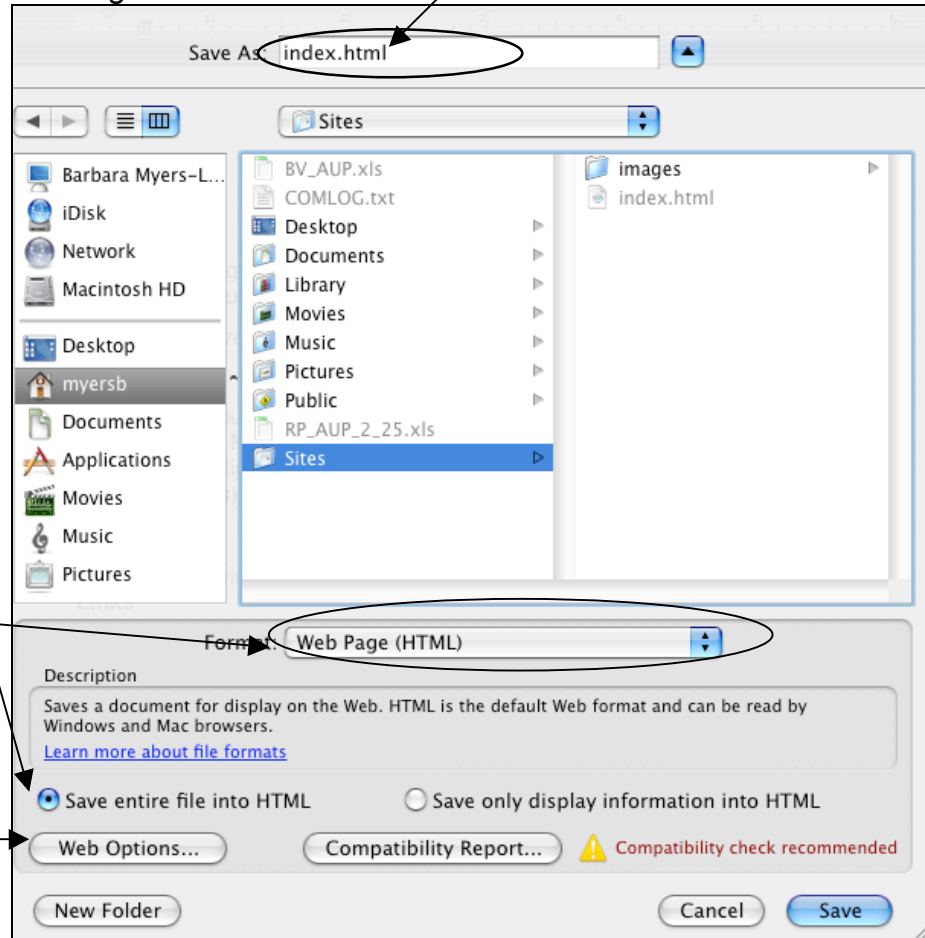 Save As: index.html
Sites
Barbara Myers-L...
iDisk
Network
Macintosh HD
Desktop
myersb
Documents
Applications
Movies
Music
Pictures
BV_AUP.xls
COMLOG.txt
Desktop
Documents
Library
Movies
Music
Pictures
Public
RP_AUP_2_25.xls
Sites
images
index.html
Format: Web Page (HTML)
Description
Saves a document for display on the Web. HTML is the default Web format and can be read by
Windows and Mac browsers.
Learn more about file formats
Save entire file into HTML Save only display information into HTML
Web Options... Compatibility Report... Compatibility check recommended
New Folder Cancel Save